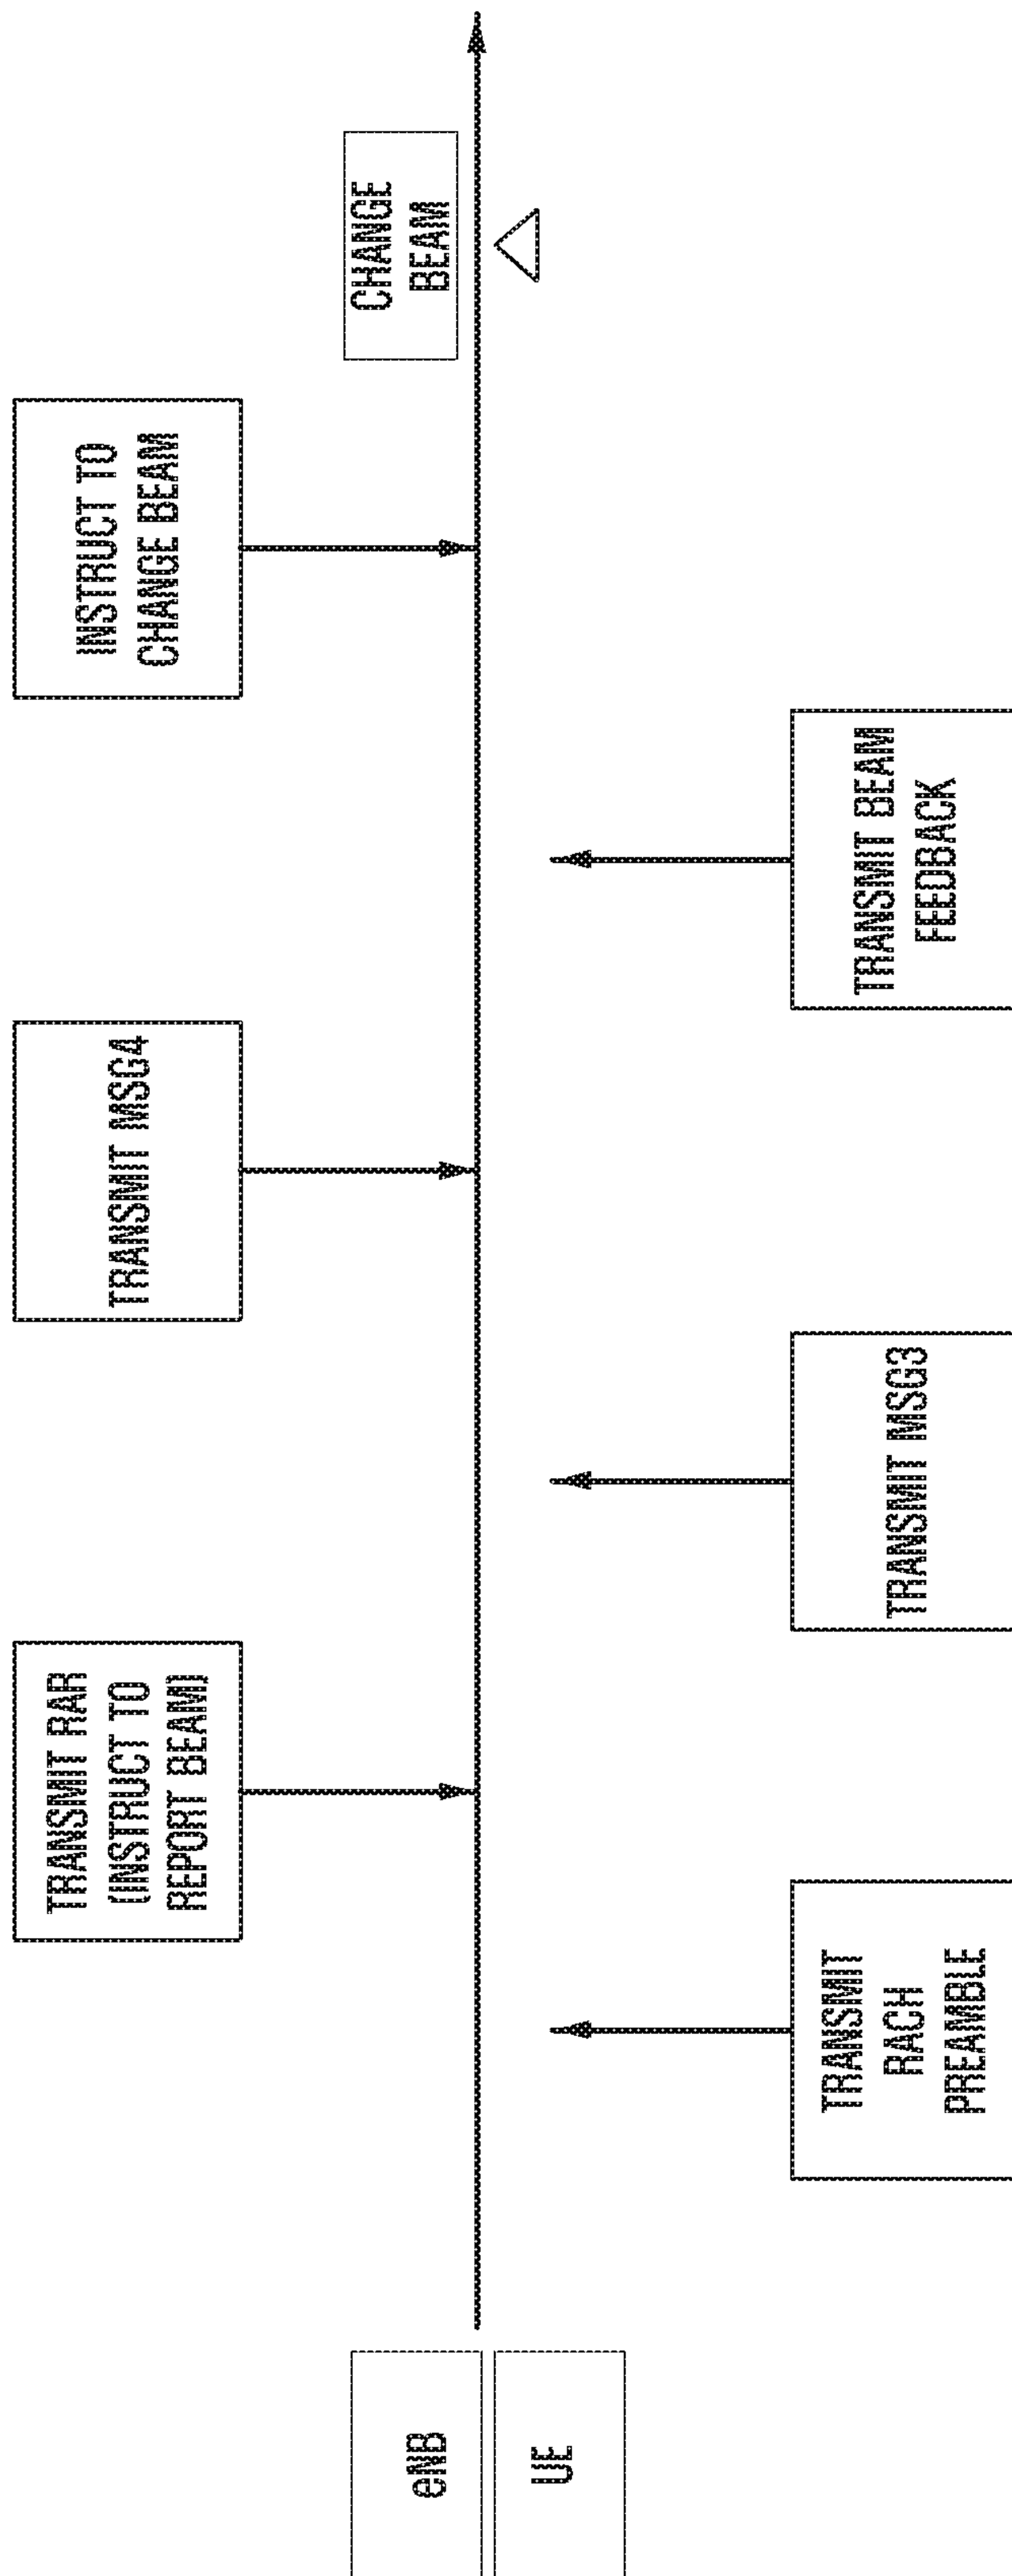 TRANSMIT RAR
(INSTRUCT TO
REPORT BEAM)
TRANSMIT MSG4
INSTRUCT TO
CHANGE BEAM
eNB
CHANGE
BEAM
UE
TRANSMIT
RACH
PREAMBLE
TRANSMIT MSG3
TRANSMIT BEAM
FEEDBACK